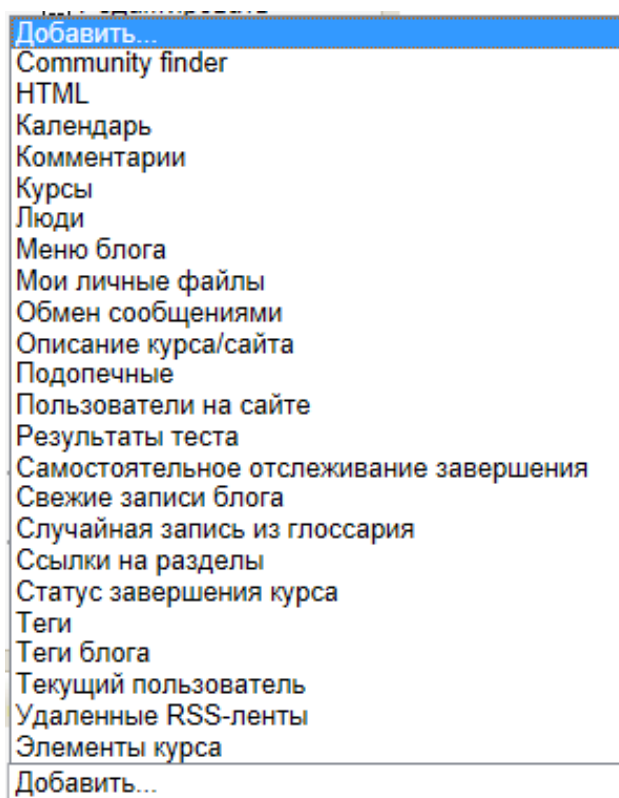 Добавить...
Community finder
HTML
Календарь
Комментарии
Курсы
Люди
Меню блога
Мои личные файлы
Обмен сообщениями
Описание курса/сайта
Подопечные
Пользователи на сайте
Результаты теста
Самостоятельное отслеживание завершения
Свежие записи блога
Случайная запись из глоссария
Ссылки на разделы
Статус завершения курса
Теги
Теги блога
Текущий пользователь
Удаленные RSS-ленты
Элементы курса
Добавить...